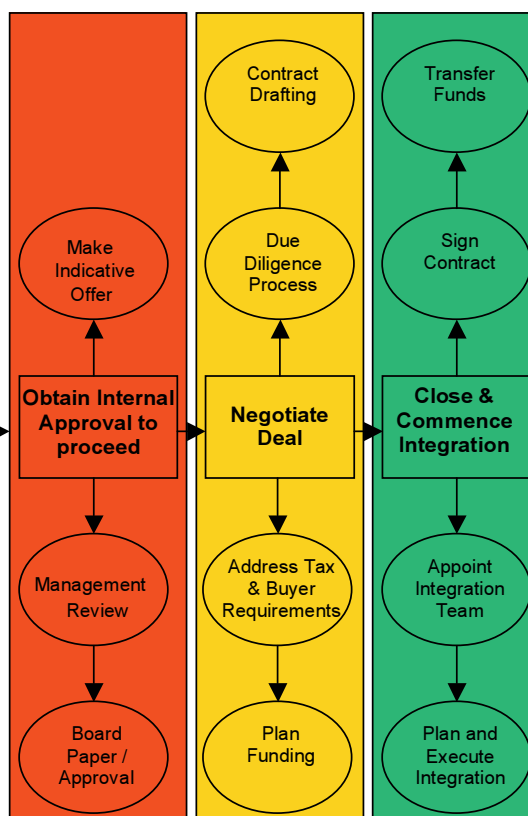 Make
Indicative
Offer
Obtain Internal
Approval to
proceed
Management
Review
Board
Paper /
Approval
Contract
Drafting
Due
Diligence
Process
Negotiate
Deal
Address Tax
& Buyer
Requirements
Plan
Funding
Transfer
Funds
Sign
Contract
Close &
Commence
Integration
Appoint
Integration
Team
Plan and
Execute
Integration